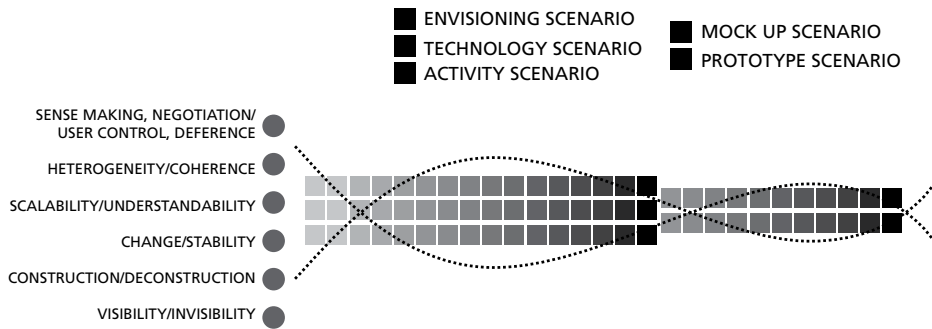 ENVISIONING SCENARIO
TECHNOLOGY SCENARIO
ACTIVITY SCENARIO
MOCK UP SCENARIO
PROTOTYPE SCENARIO
SENSE MAKING, NEGOTIATION/
USER CONTROL, DEFERENCE
HETEROGENEITY/COHERENCE
SCALABILITY/UNDERSTANDABILITY
CHANGE/STABILITY
CONSTRUCTION/DECONSTRUCTION
VISIBILITY/INVISIBILITY